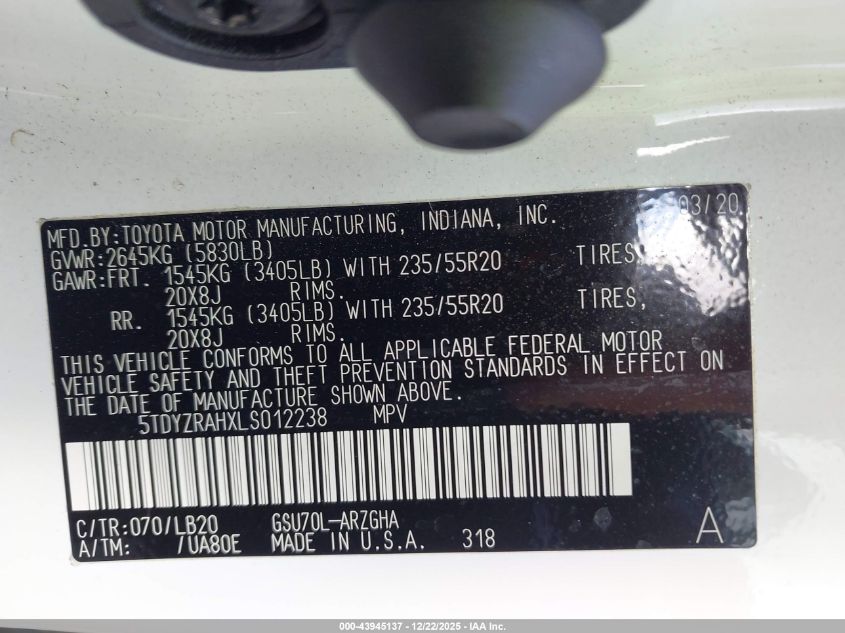 03/20
MFD.BY:TOYOTA MOTOR MANUFACTURING, INDIANA, INC.
GVWR:2645KG (5830LB)
GAWR:FRT. 1545KG (3405LB) WITH 235/55R20 TIRES,
20X8J RIMS.
RR. 1545KG (3405LB) WITH 235/55R20 TIRES,
20X8J RIMS.
THIS VEHICLE CONFORMS TO ALL APPLICABLE FEDERAL MOTOR
VEHICLE SAFETY AND THEFT PREVENTION STANDARDS IN EFFECT ON
THE DATE OF MANUFACTURE SHOWN ABOVE.
5TDYZRAHXLS012238 MPV
C/TR:070/LB20 GSU70L-ARZGHA
A/TM: /UA80E MADE IN U.S.A. 318 A
000-43945137 - 12/22/2025 - IAA Inc.